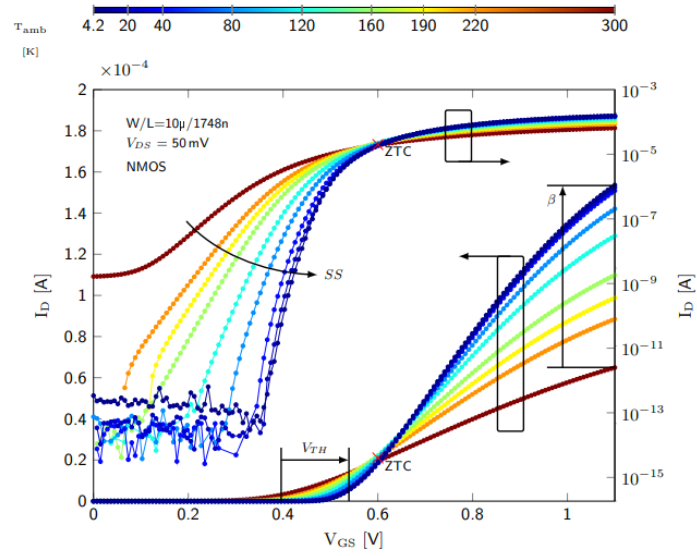 T_amb
[K]
4.2 20 40 80 120 160 190 220 300
×10⁻⁴
W/L=10μ/1748n
V_DS = 50 mV
NMOS
2
1.8
1.6
1.4
1.2
1
0.8
0.6
0.4
0.2
0
I_D [A]
10⁻³
10⁻⁵
10⁻⁷
10⁻⁹
10⁻¹¹
10⁻¹³
10⁻¹⁵
I_D [A]
ZTC
β
SS
V_TH
ZTC
0 0.2 0.4 0.6 0.8 1
V_GS [V]